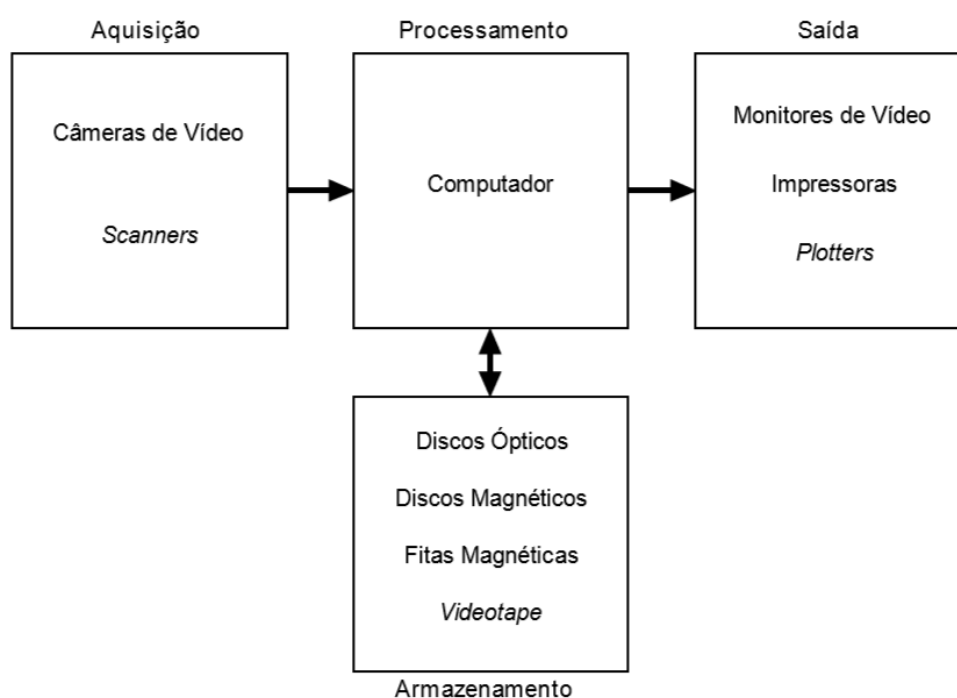 Aquisição
Câmeras de Vídeo
Scanners
Processamento
Computador
Saída
Monitores de Vídeo
Impressoras
Plotters
Discos Ópticos
Discos Magnéticos
Fitas Magnéticas
Videotape
Armazenamento